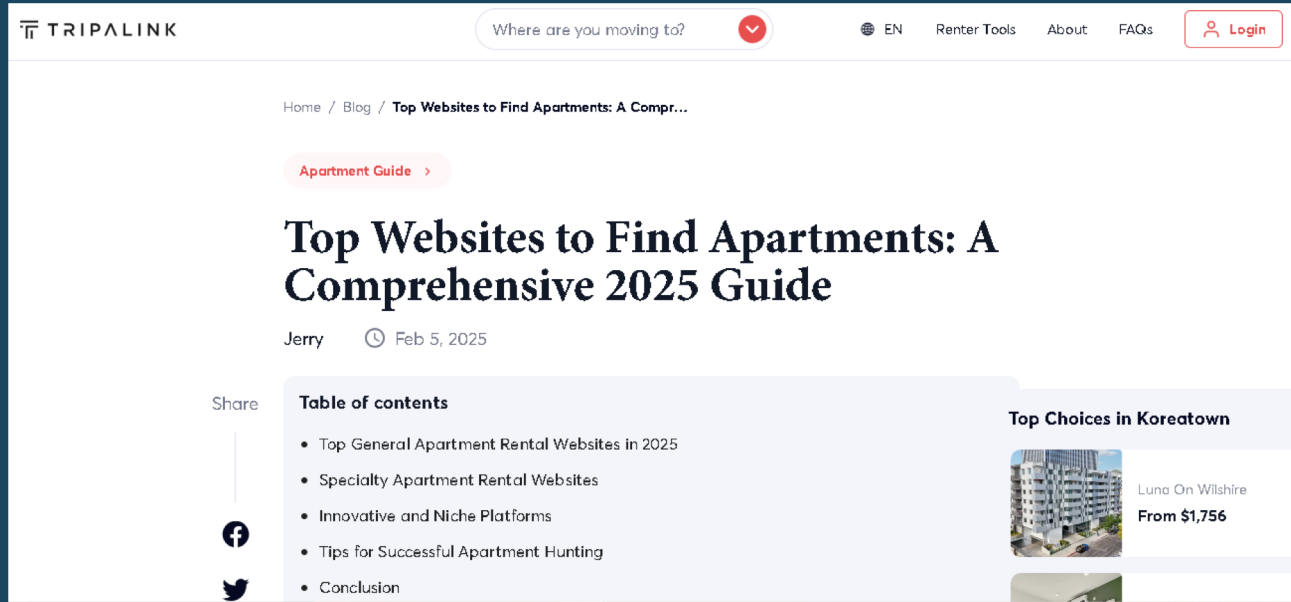 TRIPALINK
Where are you moving to?
EN
Renter Tools
About
FAQs
Login
Home / Blog / Top Websites to Find Apartments: A Compr...
Apartment Guide >
Top Websites to Find Apartments: A
Comprehensive 2025 Guide
Jerry
Feb 5, 2025
Share
Table of contents
• Top General Apartment Rental Websites in 2025
• Specialty Apartment Rental Websites
• Innovative and Niche Platforms
• Tips for Successful Apartment Hunting
• Conclusion
Top Choices in Koreatown
Luna On Wilshire
From $1,756